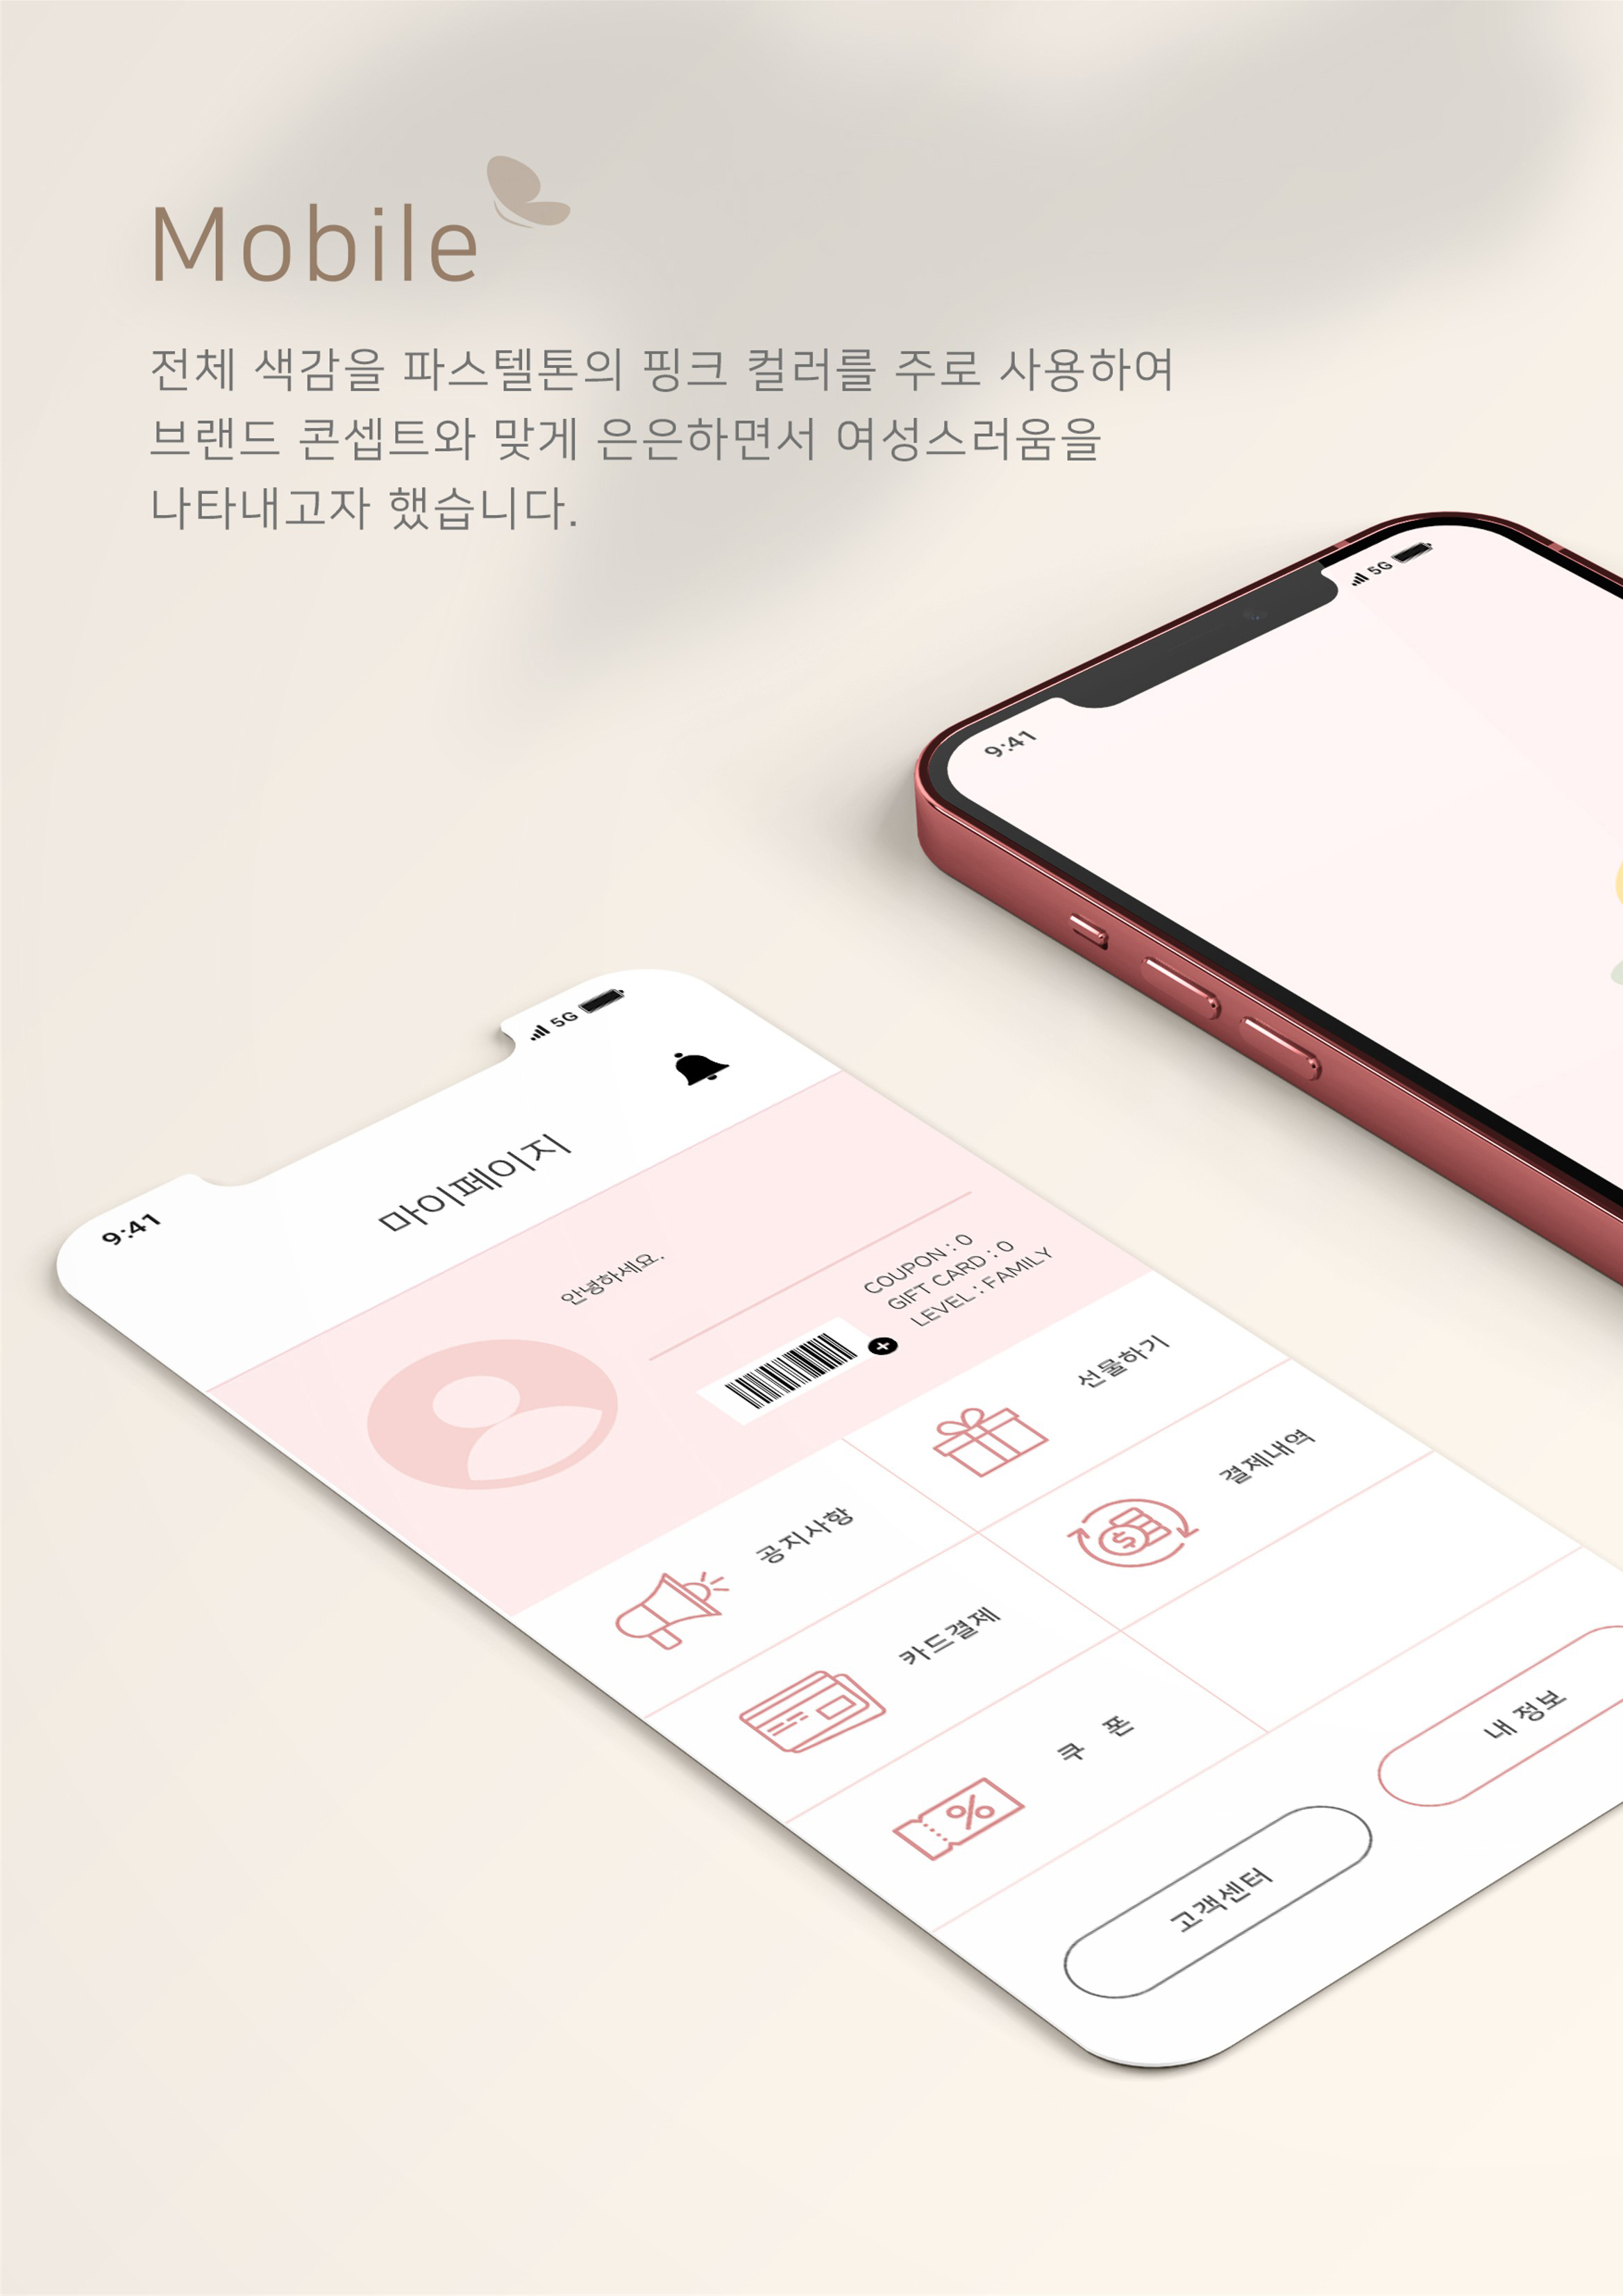 Mobile
전체 색감을 파스텔톤의 핑크 컬러를 주로 사용하여
브랜드 콘셉트와 맞게 은은하면서 여성스러움을
나타내고자 했습니다.
5G
9:41
5G
9:41
마이페이지
안녕하세요.
COUPON : 0
GIFT CARD : 0
LEVEL : FAMILY
선물하기
공지사항
결제내역
카드결제
쿠 폰
내 정보
고객센터